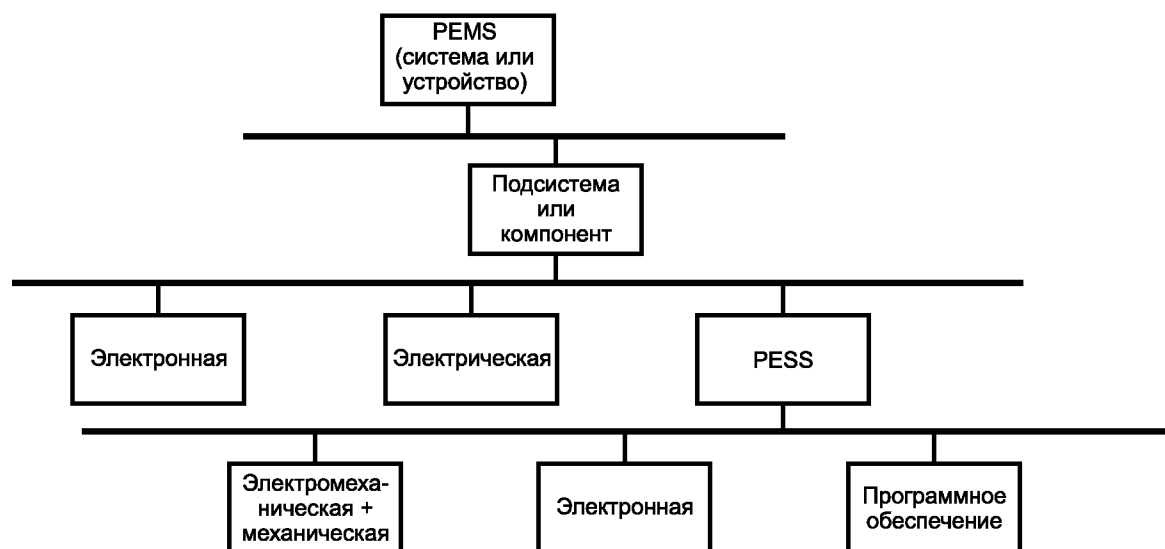 PEMS
(система или
устройство)
Подсистема
или
компонент
Электронная
Электрическая
PESS
Электромеха-
ническая +
механическая
Электронная
Программное
обеспечение